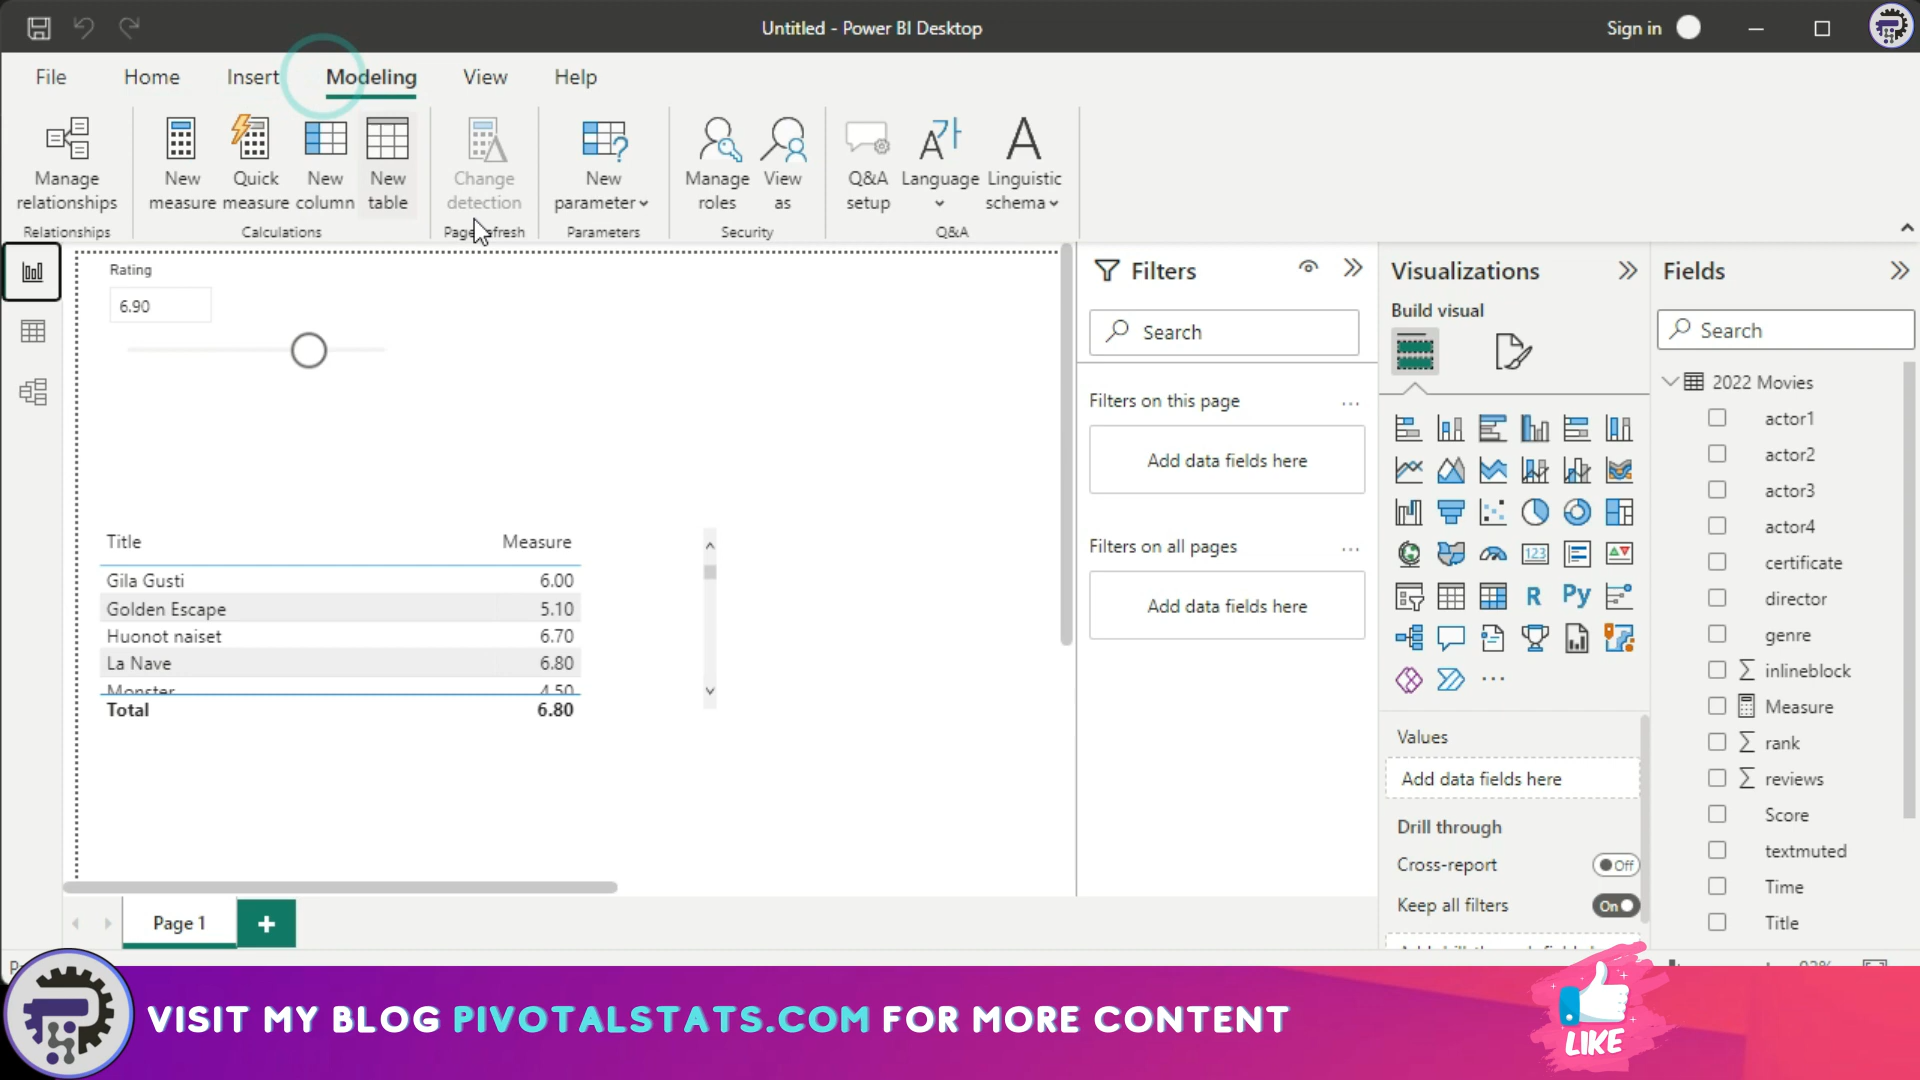 Untitled - Power BI Desktop
Sign in
File
Home
Insert
Modeling
View
Help
Manage relationships
New measure
Quick measure
New column
New table
Change detection
New parameter
Manage roles
View as
Q&A setup
Language
Linguistic schema
Relationships
Calculations
Page refresh
Parameters
Security
Q&A
Rating
6.90
Title Measure
Gila Gusti 6.00
Golden Escape 5.10
Huonot naiset 6.70
La Nave 6.80
Monster 4.50
Total 6.80
Page 1
Filters
Search
Filters on this page ...
Add data fields here
Filters on all pages ...
Add data fields here
Visualizations
Build visual
123
R
Py
Values
Add data fields here
Drill through
Cross-report
Off
Keep all filters
On
Fields
Search
2022 Movies
actor1
actor2
actor3
actor4
certificate
director
genre
inlineblock
Measure
rank
reviews
Score
textmuted
Time
Title
VISIT MY BLOG PIVOTALSTATS.COM FOR MORE CONTENT
LIKE